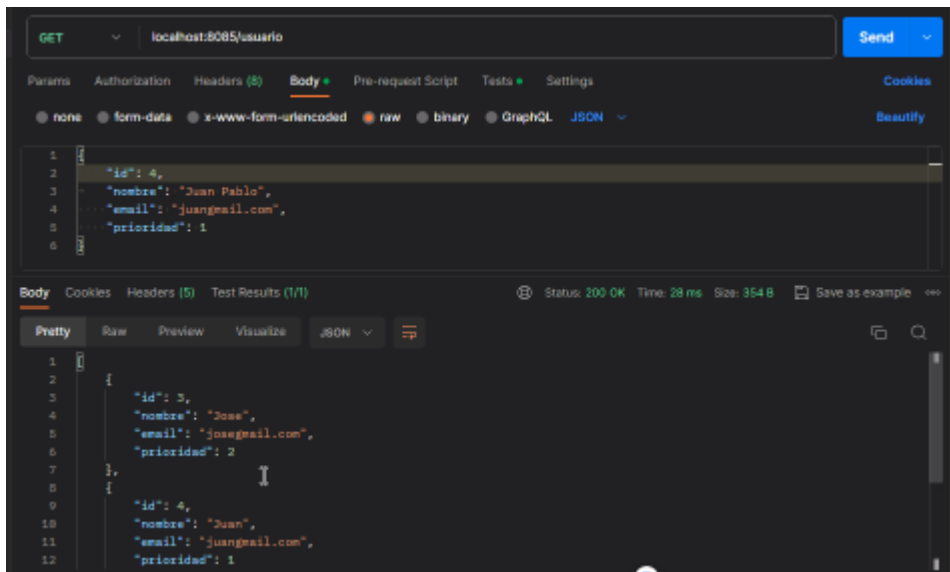 GET localhost:8085/usuario Send
Params Authorization Headers (8) Body Pre-request Script Tests Settings Cookies
none form-data x-www-form-urlencoded raw binary GraphQL JSON Beautify
1 {
2 "id": 4,
3 "nombre": "Juan Pablo",
4 "email": "juangmail.com",
5 "prioridad": 1
6 }
Body Cookies Headers (5) Test Results (1/1) Status: 200 OK Time: 28 ms Size: 354 B Save as example
Pretty Raw Preview Visualize JSON
1 [
2 {
3 "id": 3,
4 "nombre": "Jose",
5 "email": "josegmail.com",
6 "prioridad": 2
7 },
8 {
9 "id": 4,
10 "nombre": "Juan",
11 "email": "juangmail.com",
12 "prioridad": 1